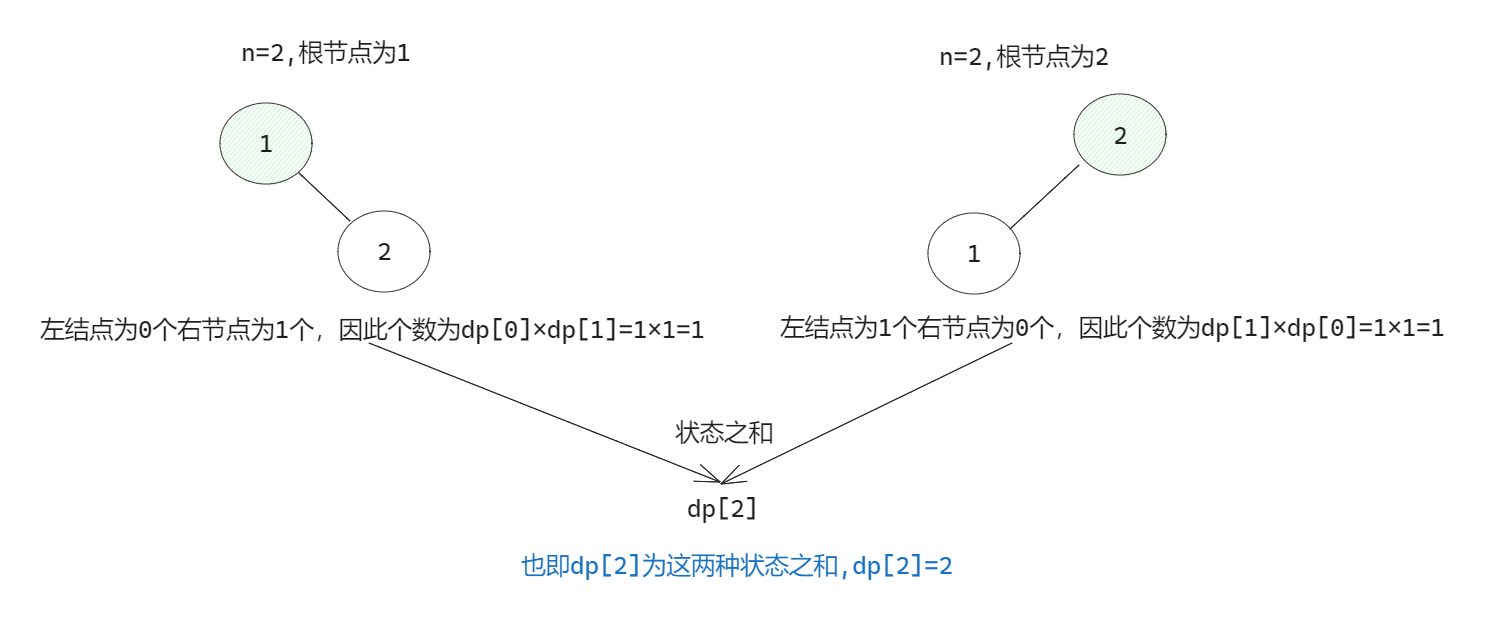 n=2,根节点为1
n=2,根节点为2
1
2
2
1
左结点为0个右节点为1个，因此个数为dp[0]×dp[1]=1×1=1
左结点为1个右节点为0个，因此个数为dp[1]×dp[0]=1×1=1
状态之和
dp[2]
也即dp[2]为这两种状态之和,dp[2]=2